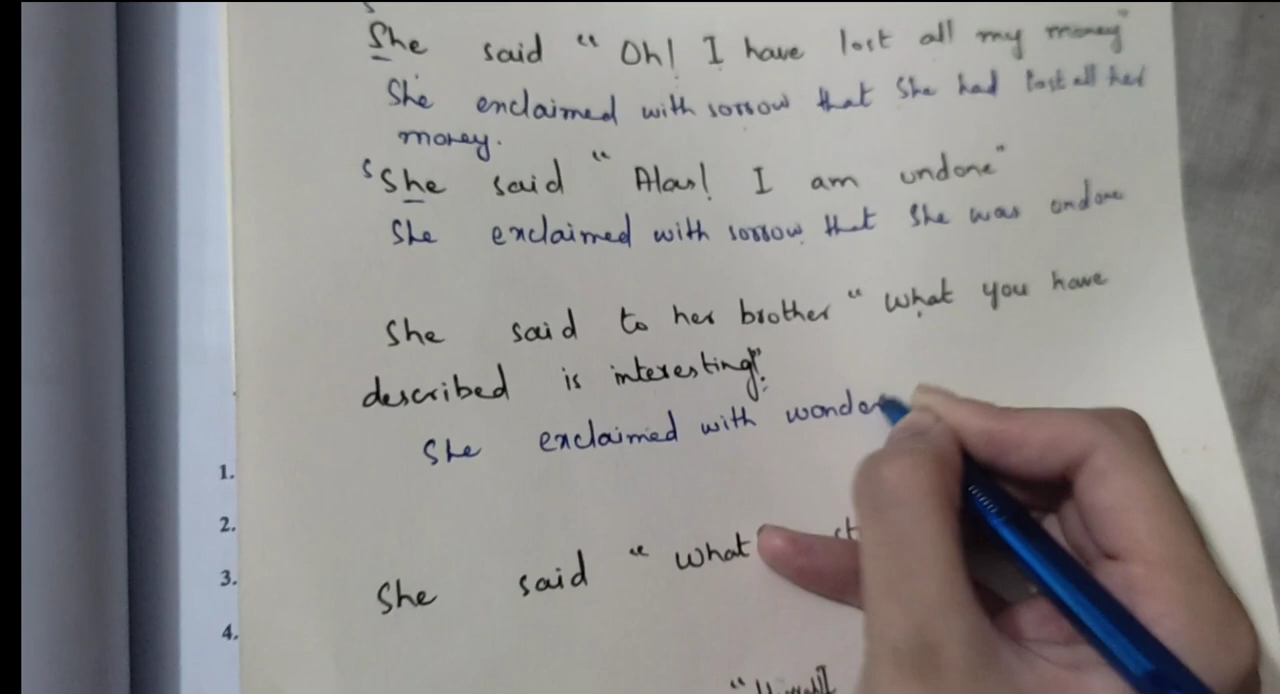 She said " Oh! I have lost all my money"
She enclaimed with sorrow that She had lost all her
money.
She said " Alas! I am undone"
She exclaimed with sorrow that She was undone
She said to her brother " what you have
described is interesting!".
She exclaimed with wonder
1.
2.
3.
4.
She said " what